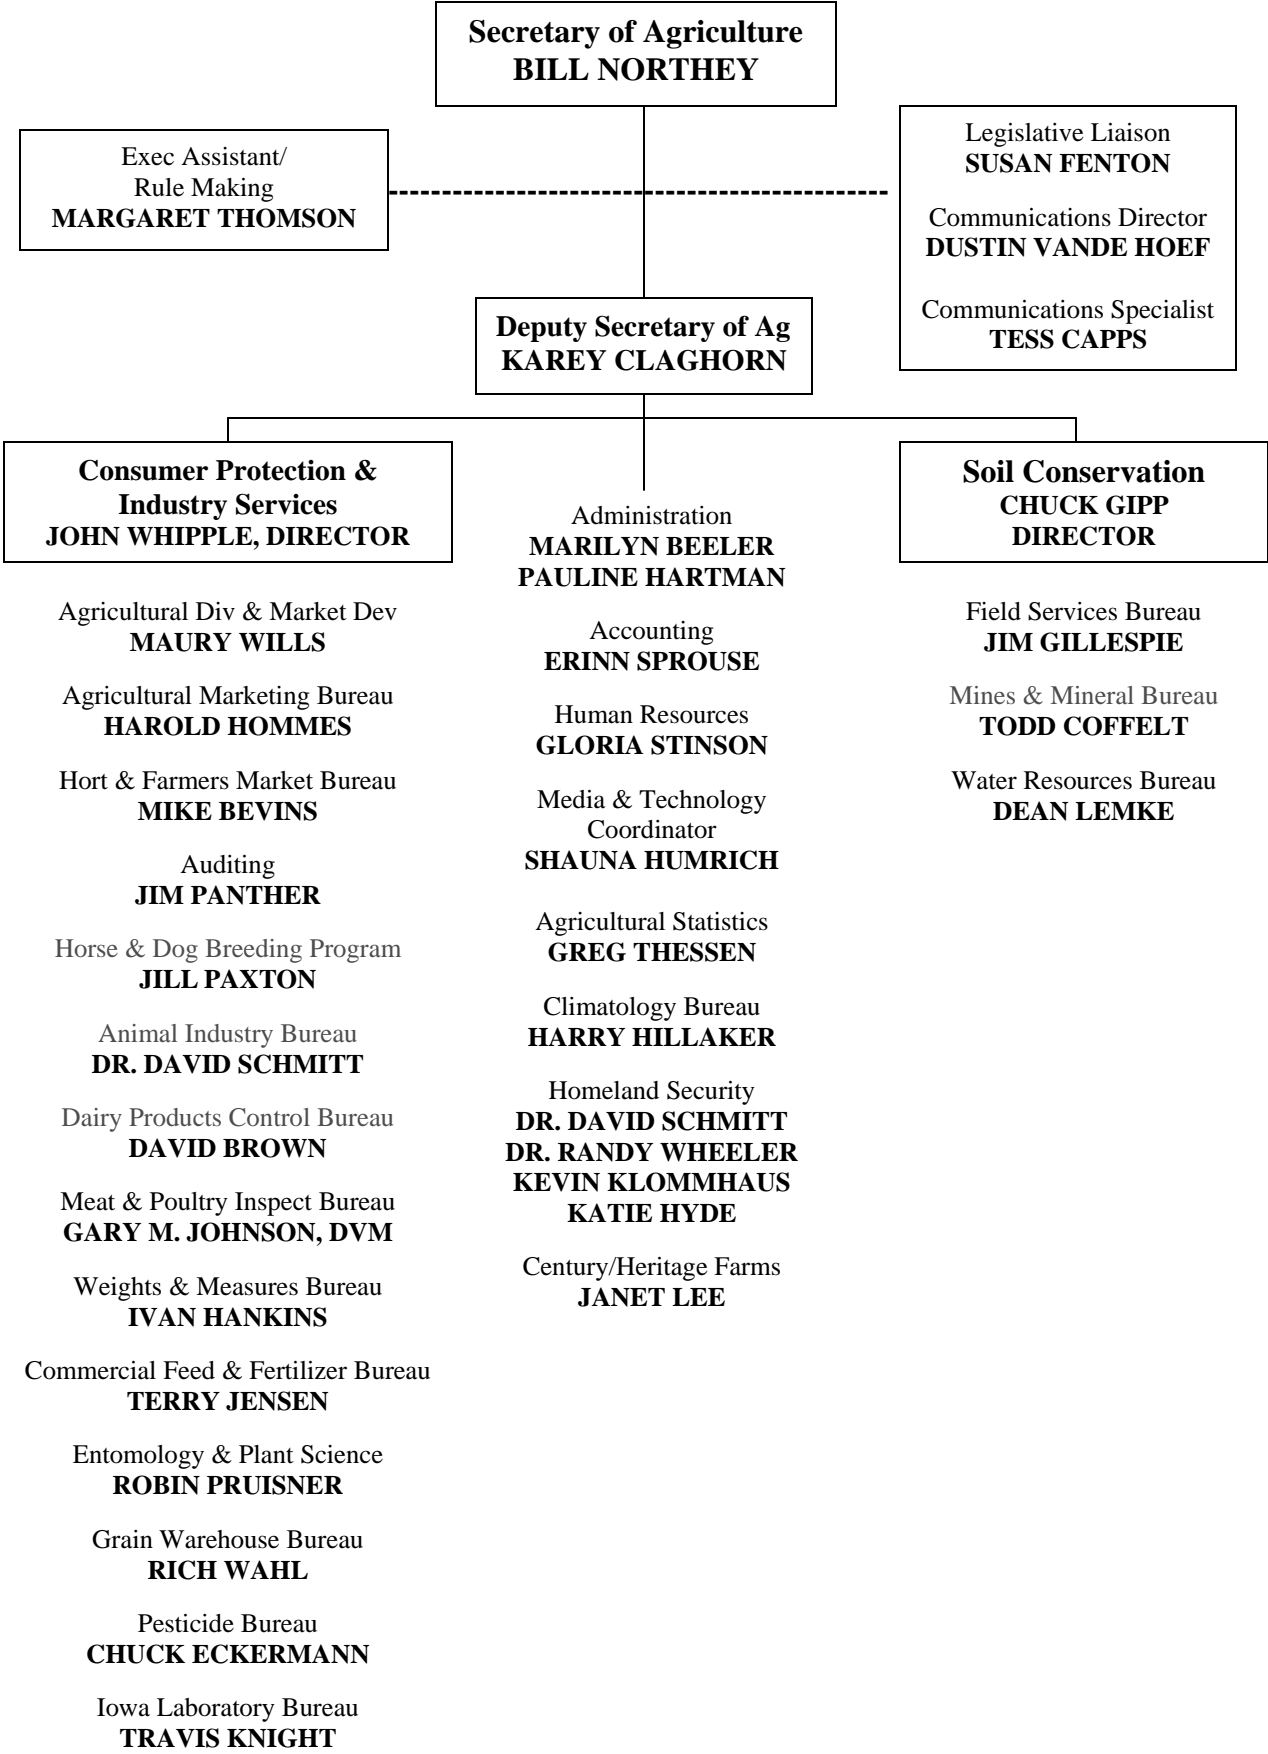 Secretary of Agriculture
BILL NORTHEY
Exec Assistant/
Rule Making
MARGARET THOMSON
Legislative Liaison
SUSAN FENTON
Communications Director
DUSTIN VANDE HOEF
Communications Specialist
TESS CAPPS
Deputy Secretary of Ag
KAREY CLAGHORN
Consumer Protection &
Industry Services
JOHN WHIPPLE, DIRECTOR
Agricultural Div & Market Dev
MAURY WILLS
Agricultural Marketing Bureau
HAROLD HOMMES
Hort & Farmers Market Bureau
MIKE BEVINS
Auditing
JIM PANTHER
Horse & Dog Breeding Program
JILL PAXTON
Animal Industry Bureau
DR. DAVID SCHMITT
Dairy Products Control Bureau
DAVID BROWN
Meat & Poultry Inspect Bureau
GARY M. JOHNSON, DVM
Weights & Measures Bureau
IVAN HANKINS
Commercial Feed & Fertilizer Bureau
TERRY JENSEN
Entomology & Plant Science
ROBIN PRUISNER
Grain Warehouse Bureau
RICH WAHL
Pesticide Bureau
CHUCK ECKERMANN
Iowa Laboratory Bureau
TRAVIS KNIGHT
Administration
MARILYN BEELER
PAULINE HARTMAN
Accounting
ERINN SPROUSE
Human Resources
GLORIA STINSON
Media & Technology
Coordinator
SHAUNA HUMRICH
Agricultural Statistics
GREG THESSEN
Climatology Bureau
HARRY HILLAKER
Homeland Security
DR. DAVID SCHMITT
DR. RANDY WHEELER
KEVIN KLOMMHAUS
KATIE HYDE
Century/Heritage Farms
JANET LEE
Soil Conservation
CHUCK GIPP
DIRECTOR
Field Services Bureau
JIM GILLESPIE
Mines & Mineral Bureau
TODD COFFELT
Water Resources Bureau
DEAN LEMKE